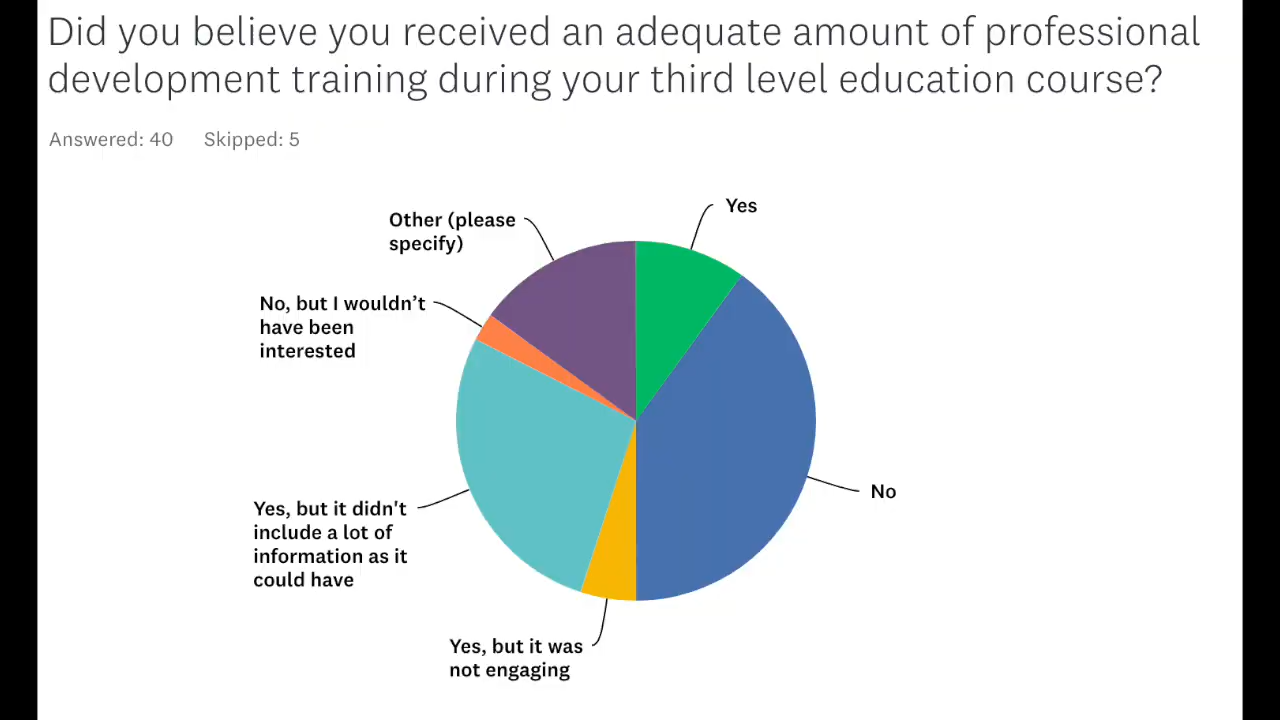 Did you believe you received an adequate amount of professional
development training during your third level education course?
Answered: 40 Skipped: 5
Yes
Other (please
specify)
No, but I wouldn’t
have been
interested
No
Yes, but it didn't
include a lot of
information as it
could have
Yes, but it was
not engaging